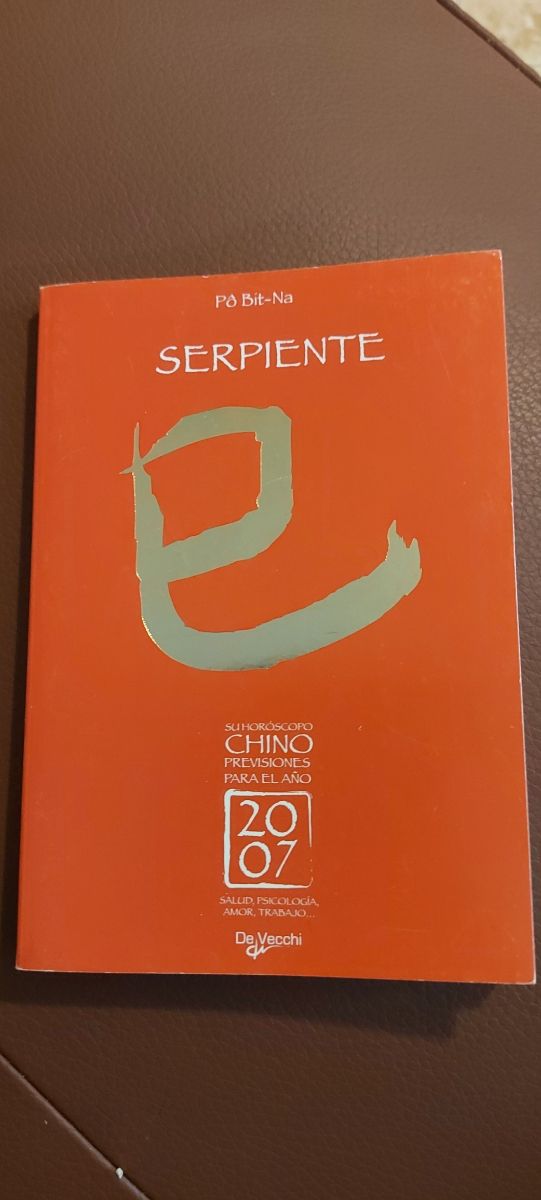 Pô Bit-Na
SERPIENTE
巳
SU HORÓSCOPO
CHINO
PREVISIONES
PARA EL AÑO
20
07
SALUD, PSICOLOGÍA,
AMOR, TRABAJO...
De Vecchi